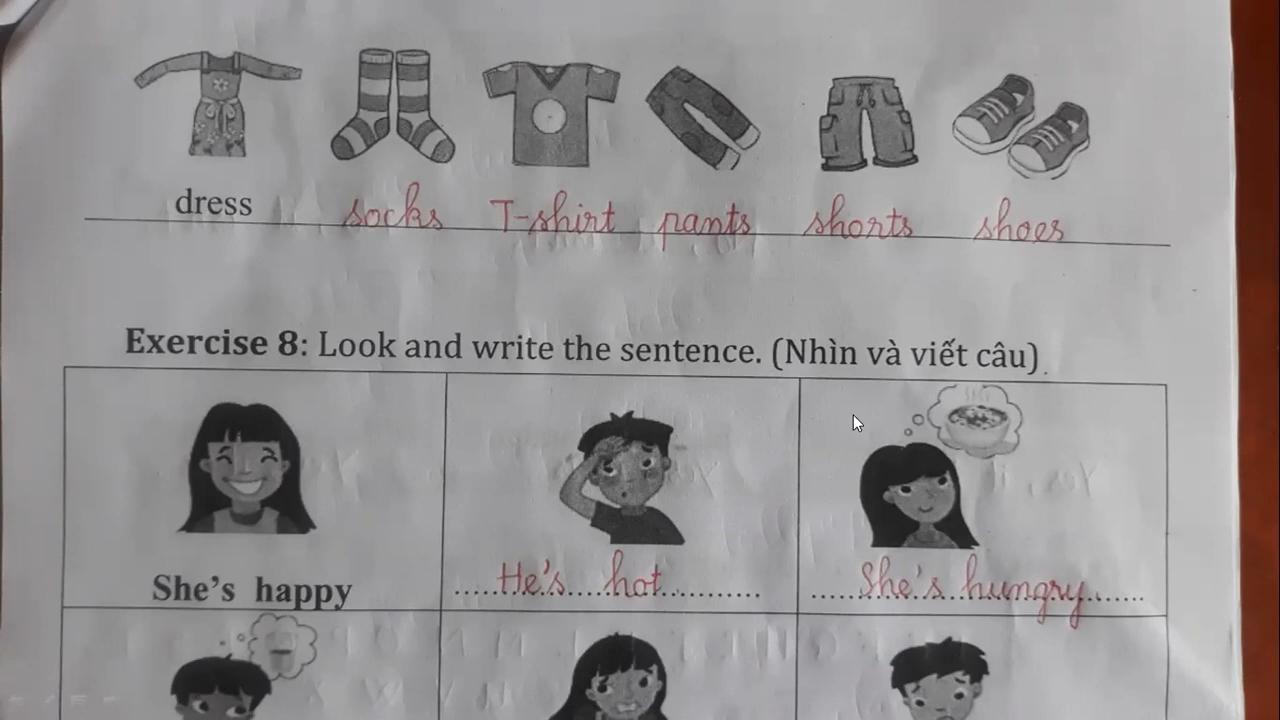 dress socks T-shirt pants shorts shoes
Exercise 8: Look and write the sentence. (Nhìn và viết câu).
She's happy .....He's....hot........... .....She's..hungry.......